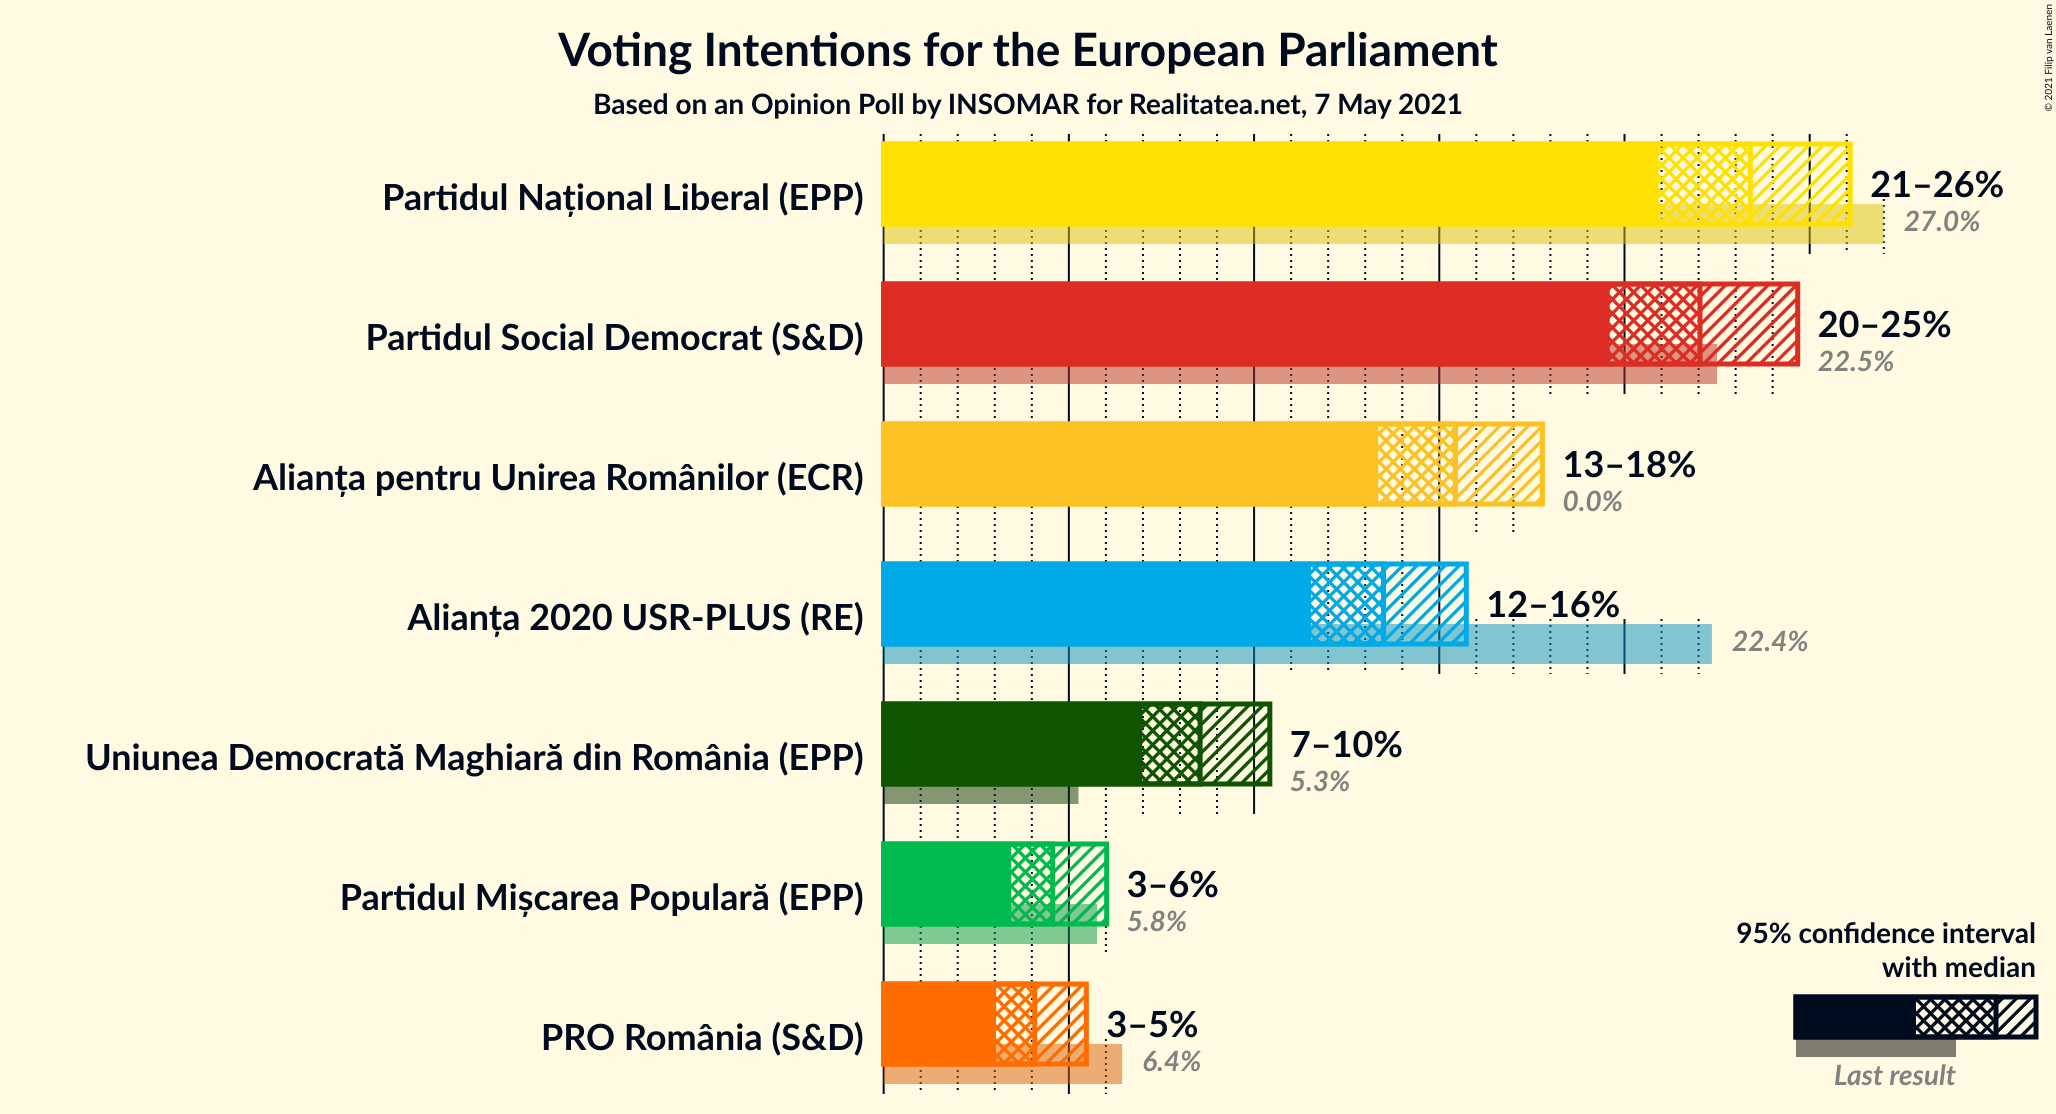 Voting Intentions for the European Parliament
Based on an Opinion Poll by INSOMAR for Realitatea.net, 7 May 2021
© 2021 Filip van Laenen
Partidul Național Liberal (EPP)
21–26%
27.0%
Partidul Social Democrat (S&D)
20–25%
22.5%
Alianța pentru Unirea Românilor (ECR)
13–18%
0.0%
Alianța 2020 USR-PLUS (RE)
12–16%
22.4%
Uniunea Democrată Maghiară din România (EPP)
7–10%
5.3%
Partidul Mișcarea Populară (EPP)
3–6%
5.8%
PRO România (S&D)
3–5%
6.4%
95% confidence interval
with median
Last result